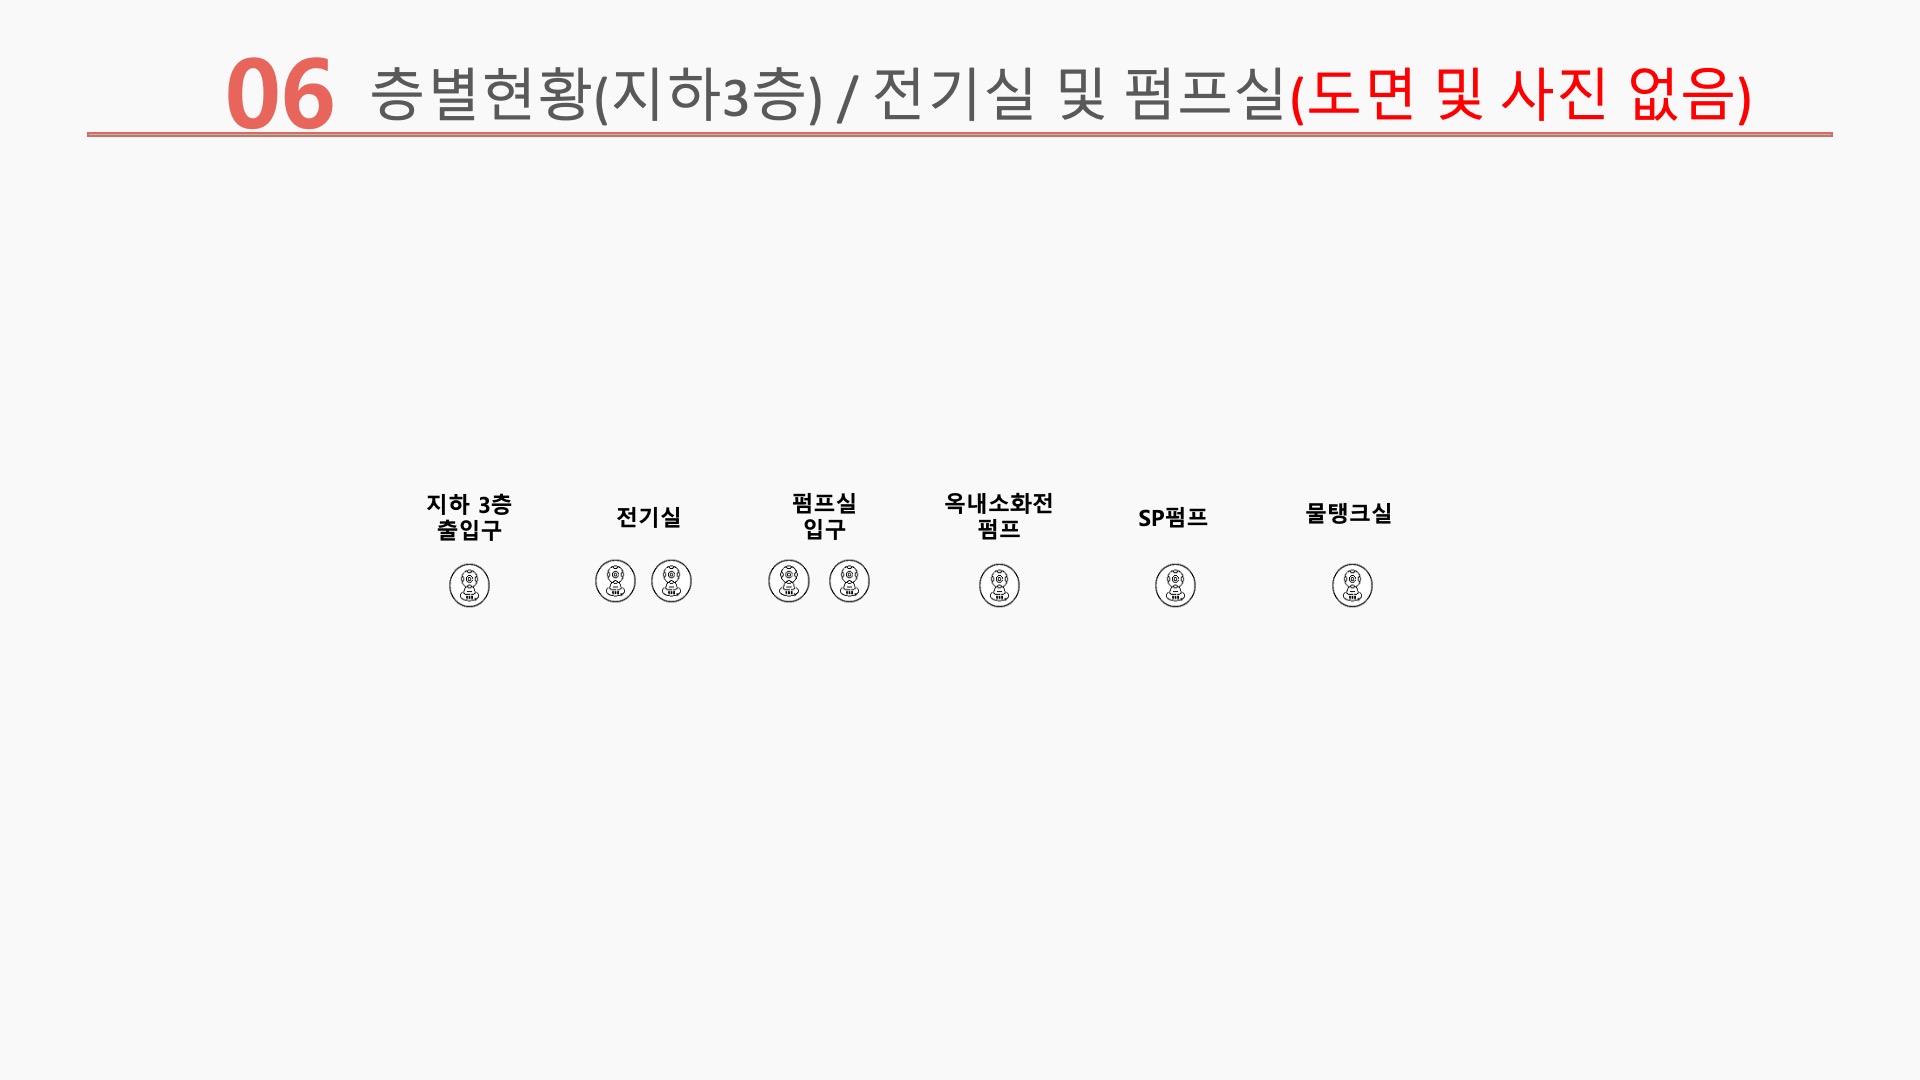 06 층별현황(지하3층) / 전기실 및 펌프실(도면 및 사진 없음)
지하 3층
출입구
전기실
펌프실
입구
옥내소화전
펌프
SP펌프
물탱크실